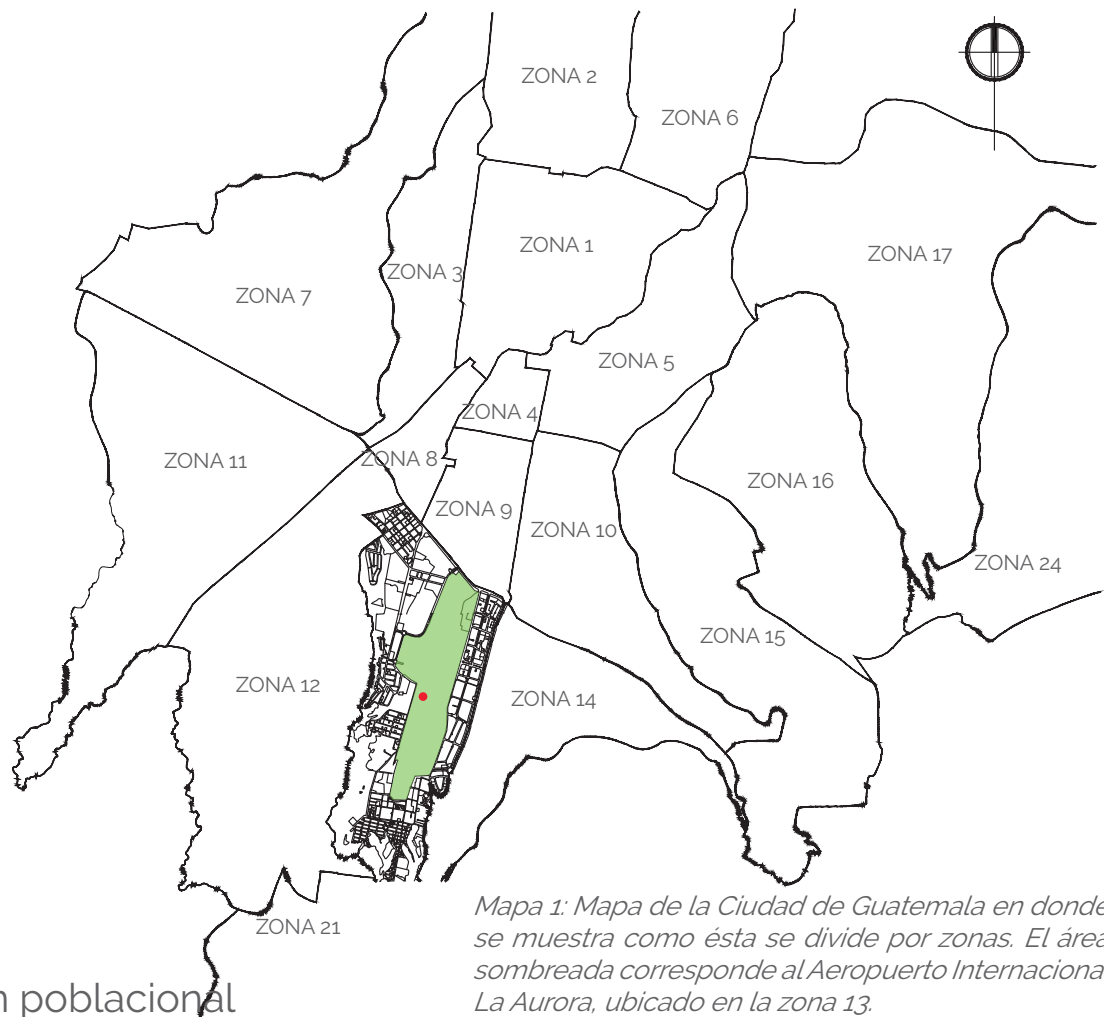 ZONA 2
ZONA 6
ZONA 1
ZONA 17
ZONA 3
ZONA 7
ZONA 5
ZONA 4
ZONA 8
ZONA 11
ZONA 16
ZONA 9
ZONA 10
ZONA 24
ZONA 15
ZONA 12
ZONA 14
ZONA 21
Mapa 1: Mapa de la Ciudad de Guatemala en donde
se muestra como ésta se divide por zonas. El área
sombreada corresponde al Aeropuerto Internaciona
La Aurora, ubicado en la zona 13.
n poblacional